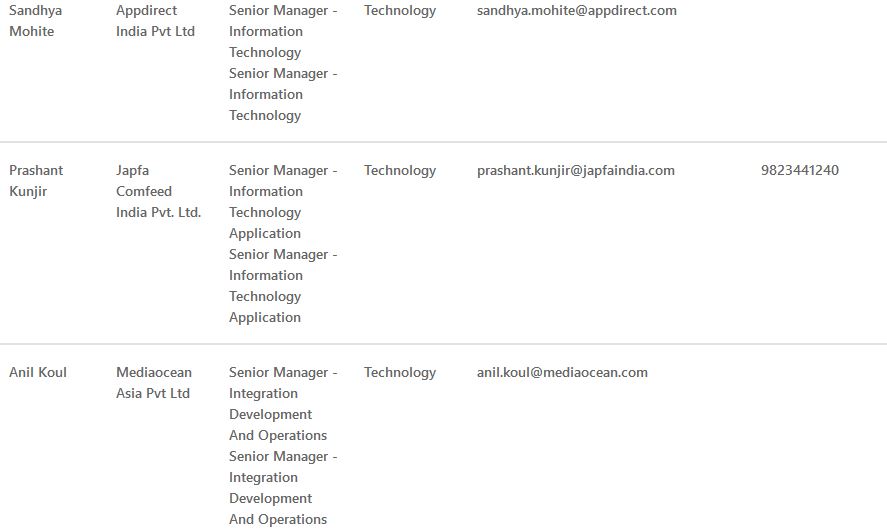 Sandhya Appdirect Senior Manager - Technology sandhya.mohite@appdirect.com
Mohite India Pvt Ltd Information
Technology
Senior Manager -
Information
Technology
Prashant Japfa Senior Manager - Technology prashant.kunjir@japfaindia.com 9823441240
Kunjir Comfeed Information
India Pvt. Ltd. Technology
Application
Senior Manager -
Information
Technology
Application
Anil Koul Mediaocean Senior Manager - Technology anil.koul@mediaocean.com
Asia Pvt Ltd Integration
Development
And Operations
Senior Manager -
Integration
Development
And Operations